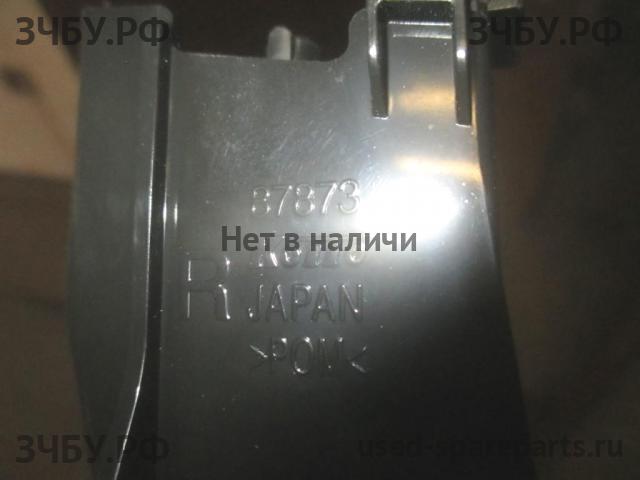 ЗЧБУ.РФ
ЗЧБУ.РФ
87873
Нет в наличи
R
JAPAN
>POM<
ЗЧБУ.РФ
used-spareparts.ru